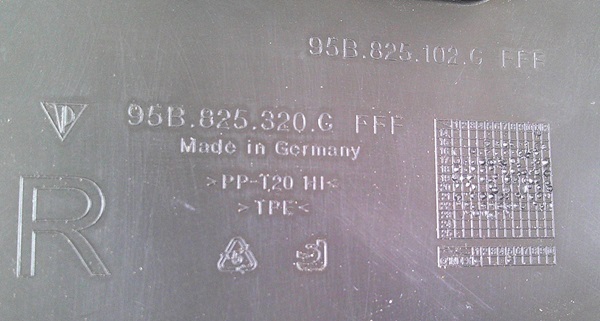 95B.825.102.G FFF
95B.825.320.G FFF
Made in Germany
>PP-T20 HI<
>TPE<
R